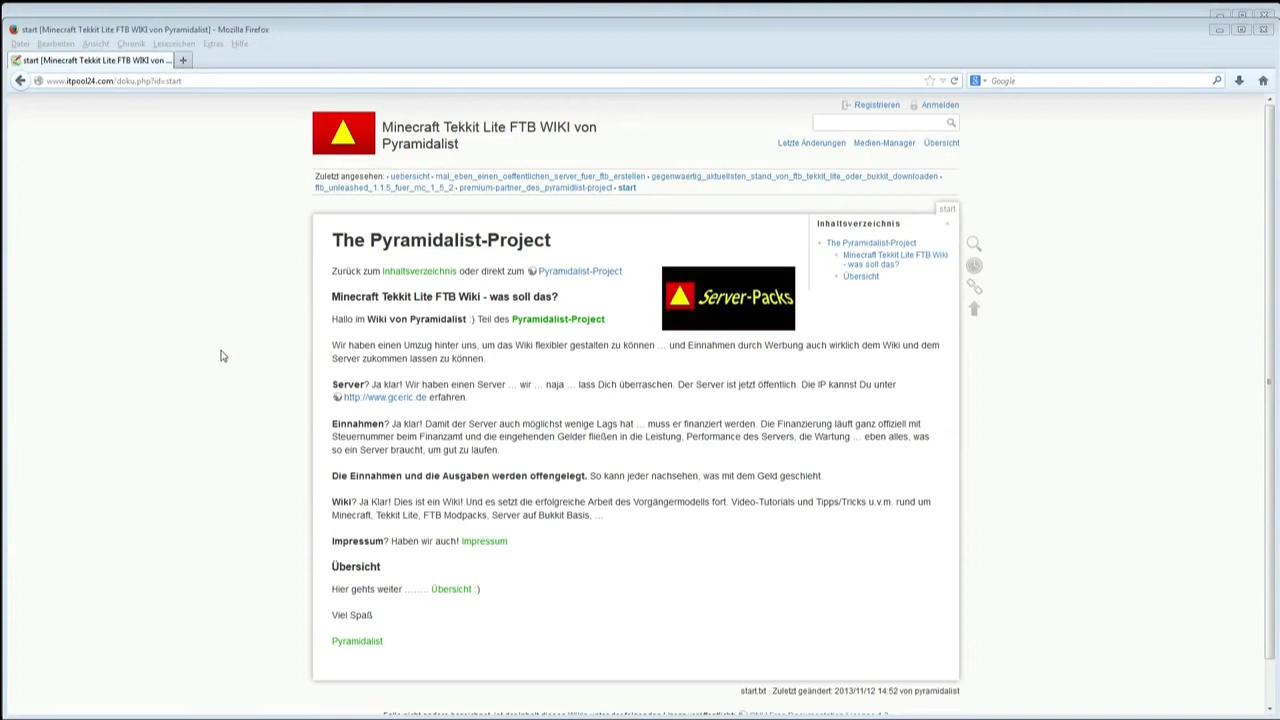 start [Minecraft Tekkit Lite FTB WIKI von Pyramidalist] - Mozilla Firefox
Datei Bearbeiten Ansicht Chronik Lesezeichen Extras Hilfe
start [Minecraft Tekkit Lite FTB WIKI von ...
www.itpool24.com/doku.php?id=start
Google
Registrieren Anmelden
Minecraft Tekkit Lite FTB WIKI von
Pyramidalist
Letzte Änderungen Medien-Manager Übersicht
Zuletzt angesehen: • uebersicht • mal_eben_einen_oeffentlichen_server_fuer_ftb_erstellen • gegenwaertig_aktuellsten_stand_von_ftb_tekkit_lite_oder_bukkit_downloaden •
ftb_unleashed_1.1.5_fuer_mc_1_5_2 • premium-partner_des_pyramidlist-project • start
start
Inhaltsverzeichnis
The Pyramidalist-Project
Minecraft Tekkit Lite FTB Wiki
- was soll das?
Übersicht
The Pyramidalist-Project
Zurück zum Inhaltsverzeichnis oder direkt zum Pyramidalist-Project
Server-Packs
Minecraft Tekkit Lite FTB Wiki - was soll das?
Hallo im Wiki von Pyramidalist :) Teil des Pyramidalist-Project
Wir haben einen Umzug hinter uns, um das Wiki flexibler gestalten zu können … und Einnahmen durch Werbung auch wirklich dem Wiki und dem
Server zukommen lassen zu können.
Server? Ja klar! Wir haben einen Server … wir … naja … lass Dich überraschen. Der Server ist jetzt öffentlich. Die IP kannst Du unter
http://www.gceric.de erfahren.
Einnahmen? Ja klar! Damit der Server auch möglichst wenige Lags hat … muss er finanziert werden. Die Finanzierung läuft ganz offiziell mit
Steuernummer beim Finanzamt und die eingehenden Gelder fließen in die Leistung, Performance des Servers, die Wartung … eben alles, was
so ein Server braucht, um gut zu laufen.
Die Einnahmen und die Ausgaben werden offengelegt. So kann jeder nachsehen, was mit dem Geld geschieht.
Wiki? Ja Klar! Dies ist ein Wiki! Und es setzt die erfolgreiche Arbeit des Vorgängermodells fort. Video-Tutorials und Tipps/Tricks u.v.m. rund um
Minecraft, Tekkit Lite, FTB Modpacks, Server auf Bukkit Basis, …
Impressum? Haben wir auch! Impressum
Übersicht
Hier gehts weiter …….. Übersicht :)
Viel Spaß
Pyramidalist
start.txt · Zuletzt geändert: 2013/11/12 14:52 von pyramidalist